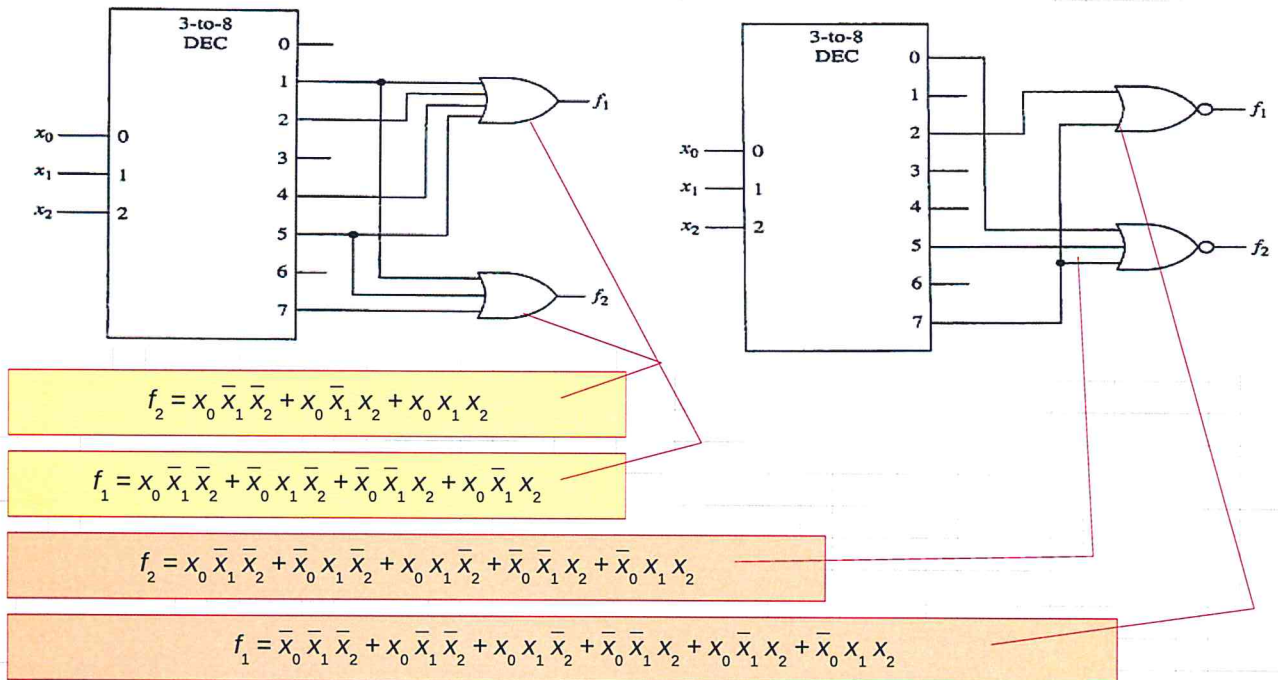 3-to-8
DEC
0
1
2
3
4
5
6
7
x₀
x₁
x₂
0
1
2
f₁
f₂
3-to-8
DEC
0
1
2
3
4
5
6
7
x₀
x₁
x₂
0
1
2
f₁
f₂
f₂ = x₀ x̄₁ x̄₂ + x₀ x̄₁ x₂ + x₀ x₁ x₂
f₁ = x₀ x̄₁ x̄₂ + x̄₀ x₁ x̄₂ + x̄₀ x̄₁ x₂ + x₀ x̄₁ x₂
f₂ = x₀ x̄₁ x̄₂ + x̄₀ x₁ x̄₂ + x₀ x₁ x̄₂ + x̄₀ x̄₁ x₂ + x̄₀ x₁ x₂
f₁ = x̄₀ x̄₁ x̄₂ + x₀ x̄₁ x̄₂ + x₀ x₁ x̄₂ + x̄₀ x̄₁ x₂ + x₀ x̄₁ x₂ + x̄₀ x₁ x₂